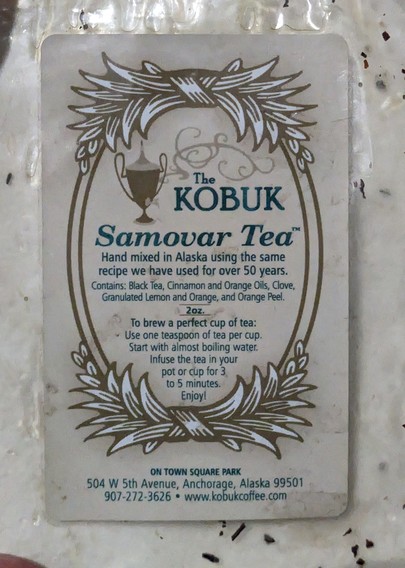 The
KOBUK
Samovar Tea™
Hand mixed in Alaska using the same
recipe we have used for over 50 years.
Contains: Black Tea, Cinnamon and Orange Oils, Clove,
Granulated Lemon and Orange, and Orange Peel.
2oz.
To brew a perfect cup of tea:
Use one teaspoon of tea per cup.
Start with almost boiling water.
Infuse the tea in your
pot or cup for 3
to 5 minutes.
Enjoy!
ON TOWN SQUARE PARK
504 W 5th Avenue, Anchorage, Alaska 99501
907-272-3626 • www.kobukcoffee.com